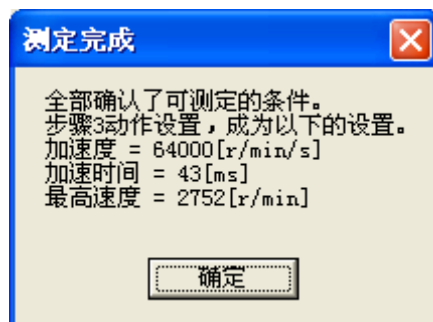 测定完成
全部确认了可测定的条件。
步骤3动作设置，成为以下的设置。
加速度 = 64000[r/min/s]
加速时间 = 43[ms]
最高速度 = 2752[r/min]
确定